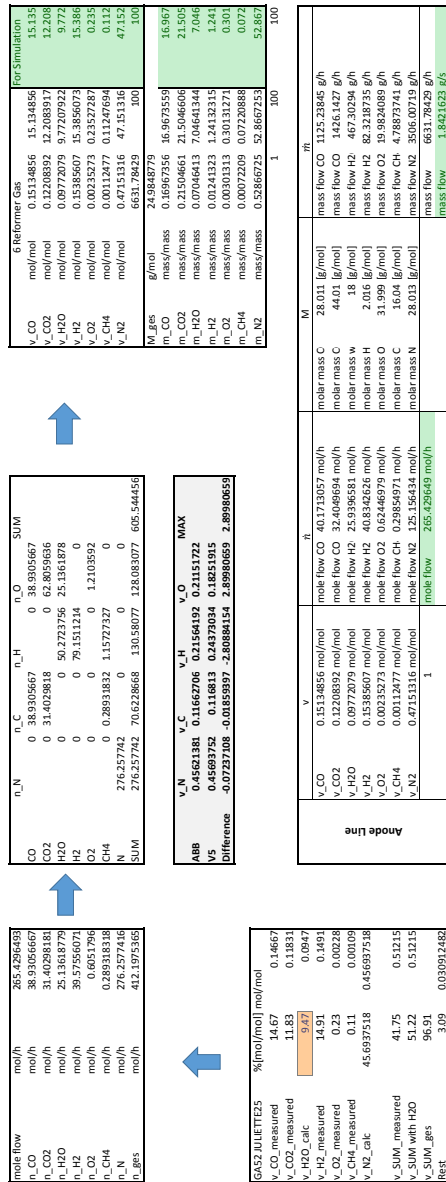 mole flow mol/h 265.4296493
n_CO mol/h 38.93056667
n_CO2 mol/h 31.40298181
n_H2O mol/h 25.13618779
n_H2 mol/h 39.57556071
n_O2 mol/h 0.6051796
n_CH4 mol/h 0.289318318
n_N mol/h 276.2577416
n_ges mol/h 412.1975365
n_N n_C n_H n_O SUM
CO 0 38.9305667 0 38.9305667
CO2 0 31.4029818 0 62.8059636
H2O 0 0 50.2723756 25.1361878
H2 0 0 79.1511214 0
O2 0 0 0 1.2103592
CH4 0 0.28931832 1.15727327 0
N 276.257742 0 0 0
SUM 276.257742 70.6228668 130.58077 128.083077 605.544456
6 Reformer Gas For Simulation
v_CO mol/mol 0.15134856 15.134856 15.135
v_CO2 mol/mol 0.12208392 12.2083917 12.208
v_H2O mol/mol 0.09772079 9.77207922 9.772
v_H2 mol/mol 0.15385607 15.3856073 15.386
v_O2 mol/mol 0.00235273 0.23527287 0.235
v_CH4 mol/mol 0.00112477 0.11247694 0.112
v_N2 mol/mol 0.47151316 47.151316 47.152
6631.78429 100 100
M_ges g/mol 24.9848779
m_CO mass/mass 0.16967356 16.9673559 16.967
m_CO2 mass/mass 0.21504661 21.5046606 21.505
m_H2O mass/mass 0.07046413 7.04641344 7.046
m_H2 mass/mass 0.01241323 1.24132315 1.241
m_O2 mass/mass 0.00301313 0.30131271 0.301
m_CH4 mass/mass 0.00072209 0.07220888 0.072
m_N2 mass/mass 0.52866725 52.8667253 52.867
1 100 100
v_N v_C v_H v_O MAX
ABB 0.45621381 0.11662706 0.21564192 0.21151722
V5 0.45693752 0.116813 0.24373034 0.18251915
Difference -0.07237108 -0.01859397 -2.80884154 2.89980659 2.89980659
GA52 JULIETTE25 %[mol/mol] mol/mol
v_CO_measured 14.67 0.14667
v_CO2_measured 11.83 0.11831
v_H2O_calc 9.47 0.0947
v_H2_measured 14.91 0.1491
v_O2_measured 0.23 0.00228
v_CH4_measured 0.11 0.00109
v_N2_calc 45.6937518 0.456937518
v_SUM_measured 41.75 0.51215
v_SUM with H2O 51.22 0.51215
v_SUM_ges 96.91
Rest 3.09 0.030912482
Anode Line
v ṅ M ṁ
v_CO 0.15134856 mol/mol mole flow CO 40.1713057 mol/h molar mass C 28.011 [g/mol] mass flow CO 1125.23845 g/h
v_CO2 0.12208392 mol/mol mole flow CO 32.4049694 mol/h molar mass C 44.01 [g/mol] mass flow CO 1426.1427 g/h
v_H2O 0.09772079 mol/mol mole flow H2 25.9396581 mol/h molar mass w 18 [g/mol] mass flow H2 467.30294 g/h
v_H2 0.15385607 mol/mol mole flow H2 40.8342626 mol/h molar mass H 2.016 [g/mol] mass flow H2 82.3218735 g/h
v_O2 0.00235273 mol/mol mole flow O2 0.62446979 mol/h molar mass O 31.999 [g/mol] mass flow O2 19.9824089 g/h
v_CH4 0.00112477 mol/mol mole flow CH 0.29854971 mol/h molar mass C 16.04 [g/mol] mass flow CH 4.78873741 g/h
v_N2 0.47151316 mol/mol mole flow N2 125.156434 mol/h molar mass N 28.013 [g/mol] mass flow N2 3506.00719 g/h
1 mole flow 265.429649 mol/h mass flow 6631.78429 g/h
mass flow 1.8421623 g/s